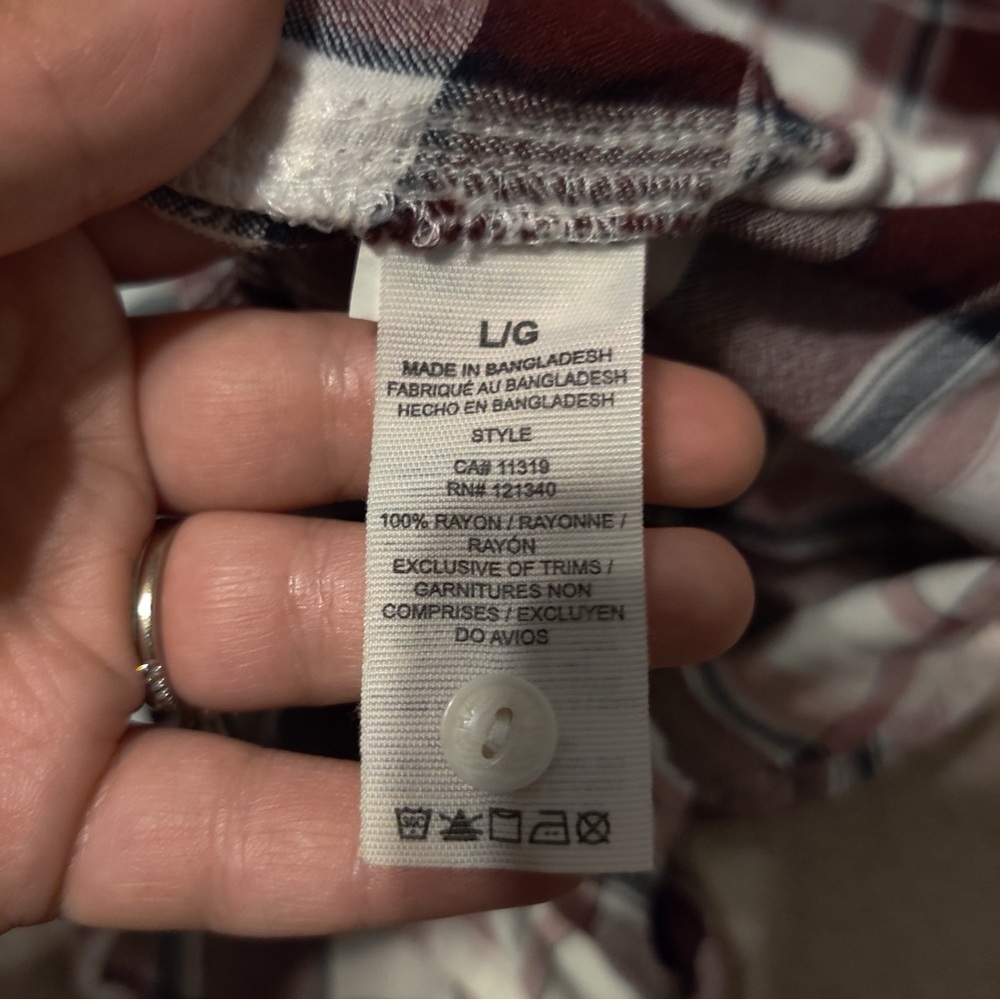 L/G
MADE IN BANGLADESH
FABRIQUÉ AU BANGLADESH
HECHO EN BANGLADESH
STYLE
CA# 11319
RN# 121340
100% RAYON / RAYONNE /
RAYÓN
EXCLUSIVE OF TRIMS /
GARNITURES NON
COMPRISES / EXCLUYEN
DO AVIOS